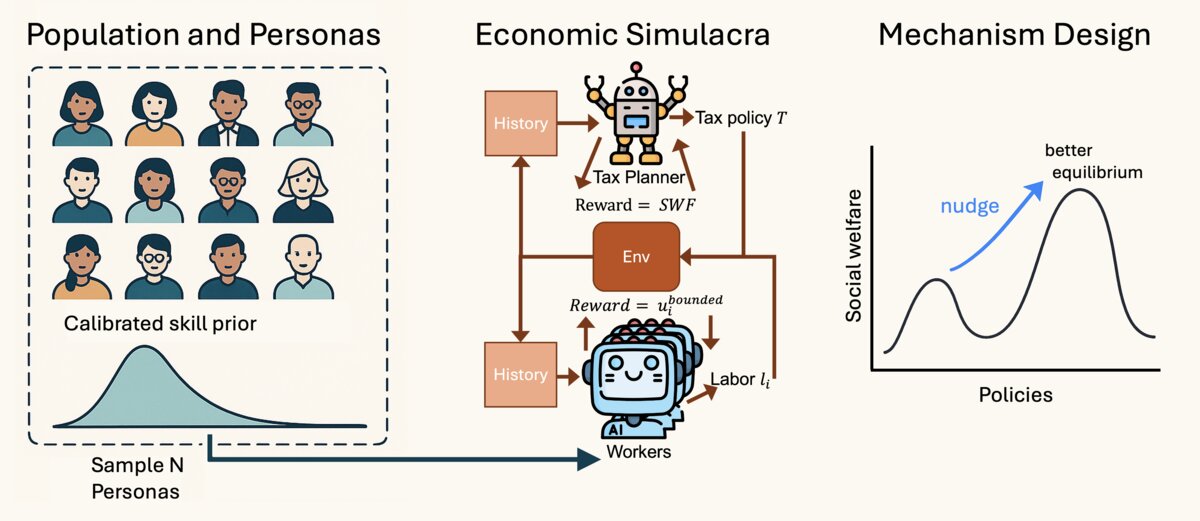 Population and Personas
Calibrated skill prior
Sample N
Personas
Economic Simulacra
History
Tax policy T
Tax Planner
Reward = SWF
Env
Reward = u_i^bounded
History
Labor l_i
AI
Workers
Mechanism Design
better
equilibrium
nudge
Social welfare
Policies